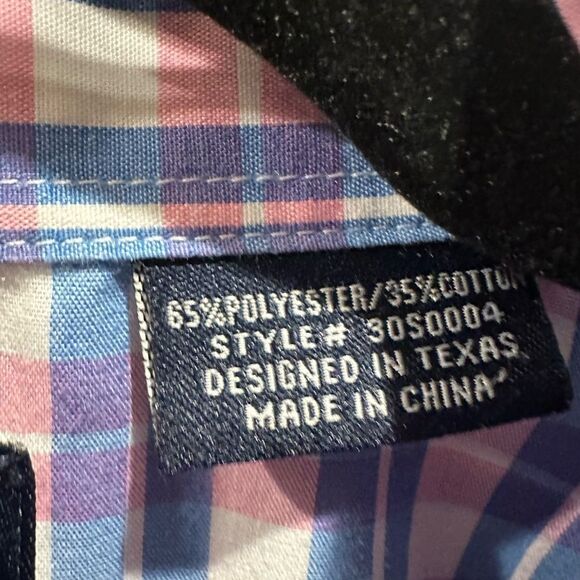 65%POLYESTER/35%COTTON
STYLE# 30S0004
DESIGNED IN TEXAS
MADE IN CHINA